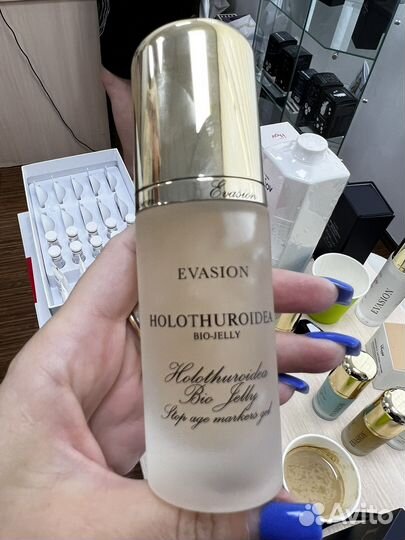 Evasion
EVASION
HOLOTHUROIDEA
BIO-JELLY
Holothuroidea
Bio Jelly
Stop age markers gel
EVASION
Avito